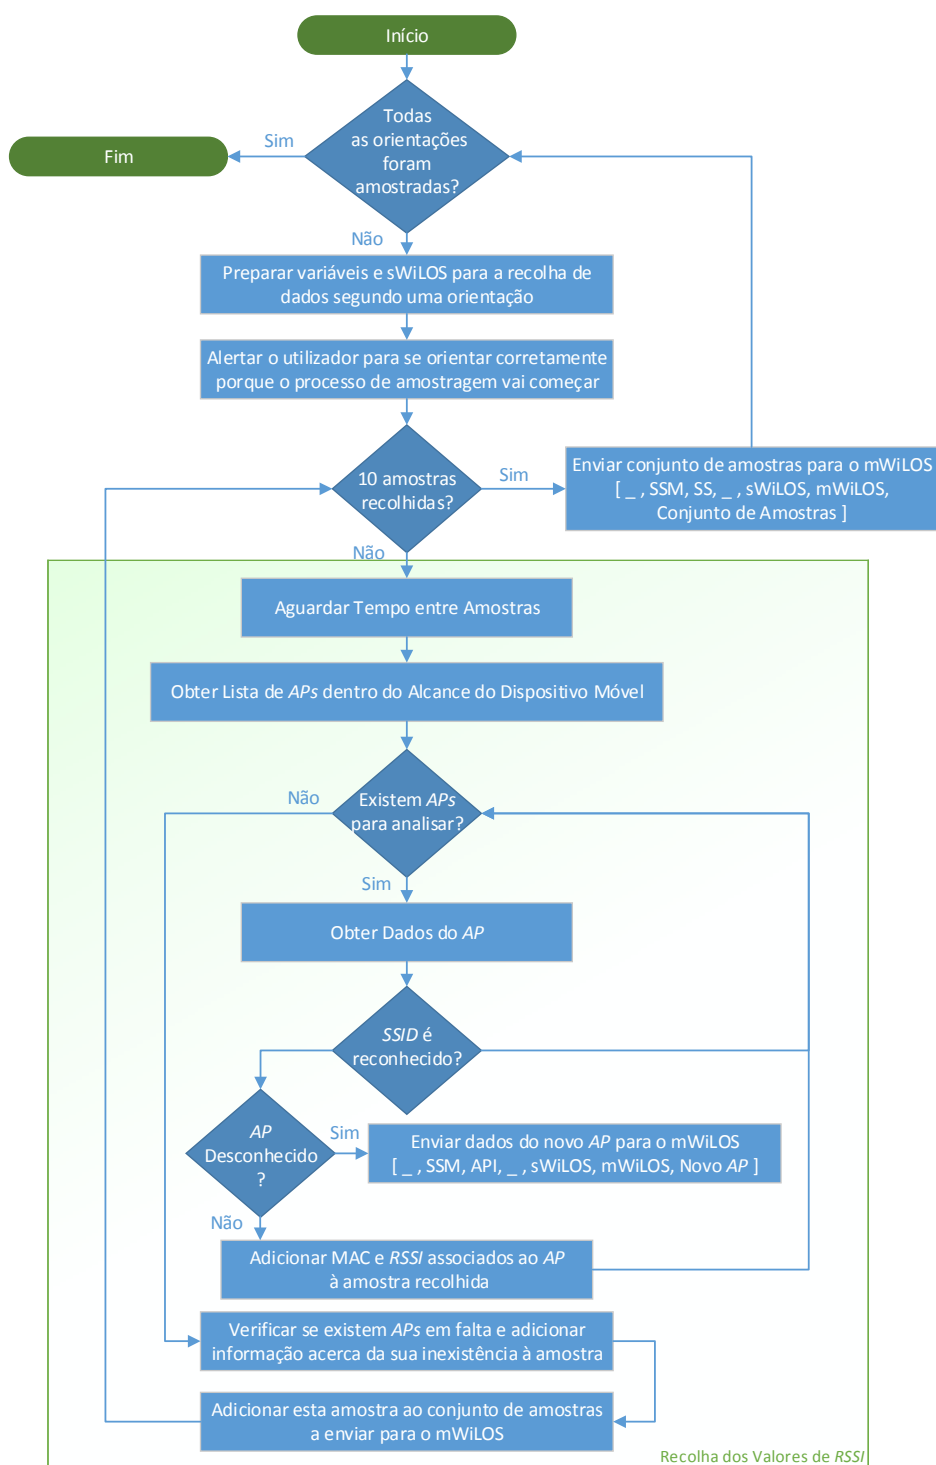 Início
Todas
as orientações
foram
amostradas?
Sim
Fim
Não
Preparar variáveis e sWiLOS para a recolha de
dados segundo uma orientação
Alertar o utilizador para se orientar corretamente
porque o processo de amostragem vai começar
10 amostras
recolhidas?
Sim
Enviar conjunto de amostras para o mWiLOS
[ _ , SSM, SS, _ , sWiLOS, mWiLOS,
Conjunto de Amostras ]
Não
Aguardar Tempo entre Amostras
Obter Lista de APs dentro do Alcance do Dispositivo Móvel
Não
Existem APs
para analisar?
Sim
Obter Dados do AP
SSID é
reconhecido?
AP
Desconhecido
?
Sim
Enviar dados do novo AP para o mWiLOS
[ _ , SSM, API, _ , sWiLOS, mWiLOS, Novo AP ]
Não
Adicionar MAC e RSSI associados ao AP
à amostra recolhida
Verificar se existem APs em falta e adicionar
informação acerca da sua inexistência à amostra
Adicionar esta amostra ao conjunto de amostras
a enviar para o mWiLOS
Recolha dos Valores de RSSI